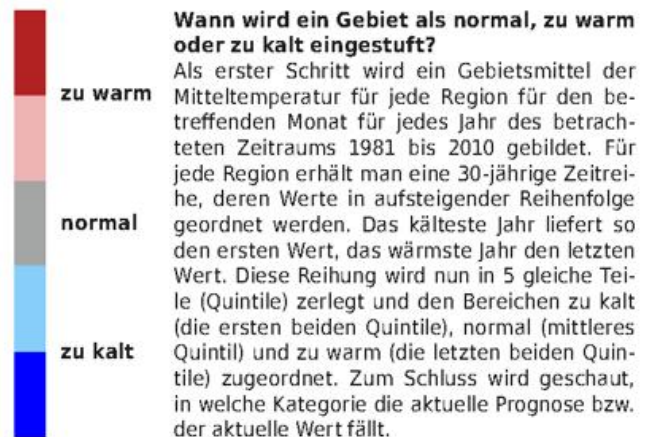 zu warm
normal
zu kalt
Wann wird ein Gebiet als normal, zu warm
oder zu kalt eingestuft?
Als erster Schritt wird ein Gebietsmittel der
Mitteltemperatur für jede Region für den be-
treffenden Monat für jedes Jahr des betrach-
teten Zeitraums 1981 bis 2010 gebildet. Für
jede Region erhält man eine 30-jährige Zeitrei-
he, deren Werte in aufsteigender Reihenfolge
geordnet werden. Das kälteste Jahr liefert so
den ersten Wert, das wärmste Jahr den letzten
Wert. Diese Reihung wird nun in 5 gleiche Tei-
le (Quintile) zerlegt und den Bereichen zu kalt
(die ersten beiden Quintile), normal (mittleres
Quintil) und zu warm (die letzten beiden Quin-
tile) zugeordnet. Zum Schluss wird geschaut,
in welche Kategorie die aktuelle Prognose bzw.
der aktuelle Wert fällt.